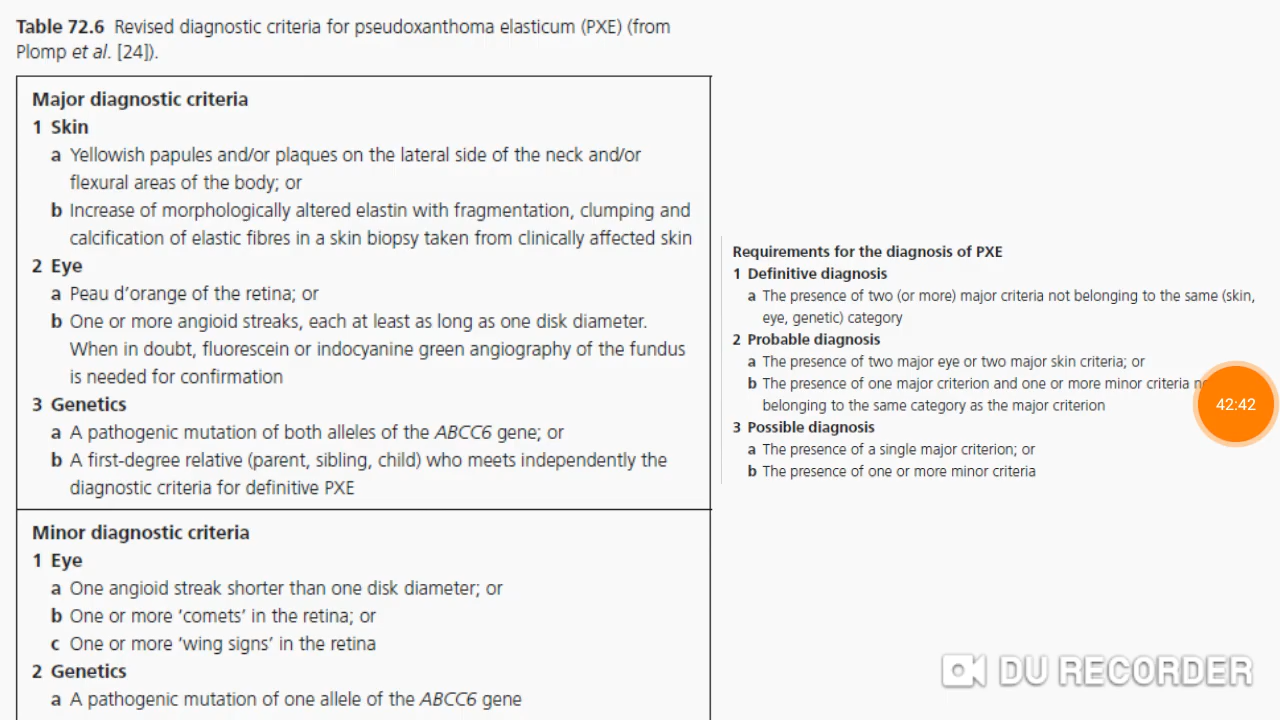 Table 72.6 Revised diagnostic criteria for pseudoxanthoma elasticum (PXE) (from
Plomp et al. [24]).
Major diagnostic criteria
1 Skin
a Yellowish papules and/or plaques on the lateral side of the neck and/or
flexural areas of the body; or
b Increase of morphologically altered elastin with fragmentation, clumping and
calcification of elastic fibres in a skin biopsy taken from clinically affected skin
2 Eye
a Peau d’orange of the retina; or
b One or more angioid streaks, each at least as long as one disk diameter.
When in doubt, fluorescein or indocyanine green angiography of the fundus
is needed for confirmation
3 Genetics
a A pathogenic mutation of both alleles of the ABCC6 gene; or
b A first-degree relative (parent, sibling, child) who meets independently the
diagnostic criteria for definitive PXE
Minor diagnostic criteria
1 Eye
a One angioid streak shorter than one disk diameter; or
b One or more ‘comets’ in the retina; or
c One or more ‘wing signs’ in the retina
2 Genetics
a A pathogenic mutation of one allele of the ABCC6 gene
Requirements for the diagnosis of PXE
1 Definitive diagnosis
a The presence of two (or more) major criteria not belonging to the same (skin,
eye, genetic) category
2 Probable diagnosis
a The presence of two major eye or two major skin criteria; or
b The presence of one major criterion and one or more minor criteria
belonging to the same category as the major criterion
3 Possible diagnosis
a The presence of a single major criterion; or
b The presence of one or more minor criteria
42:42
DU RECORDER